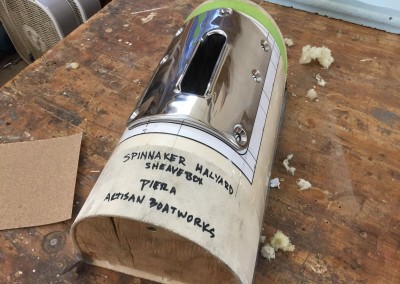 SPINNAKER HALYARD
SHEAVEBOX
PIERA
ARTISAN BOATWORKS